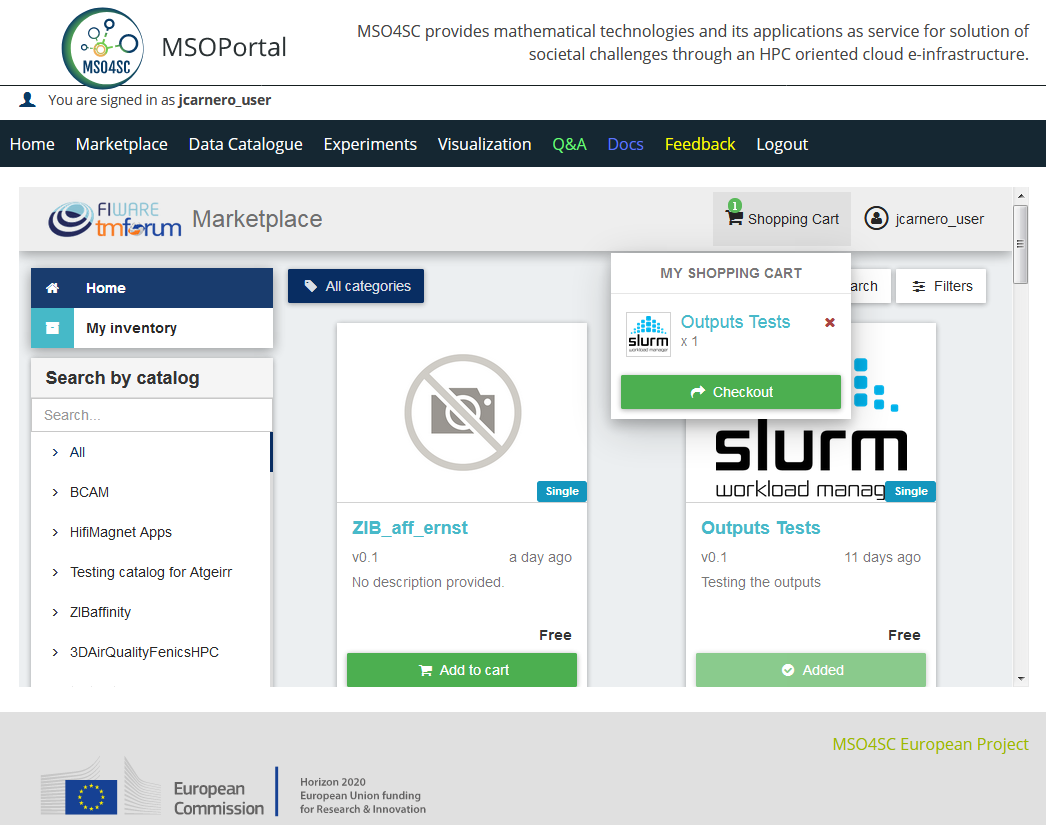 MSO4SC
MSOPortal
MSO4SC provides mathematical technologies and its applications as service for solution of
societal challenges through an HPC oriented cloud e-infrastructure.
You are signed in as jcarnero_user
Home Marketplace Data Catalogue Experiments Visualization Q&A Docs Feedback Logout
FIWARE
tmforum
Marketplace
1
Shopping Cart
jcarnero_user
Home
My inventory
Search by catalog
Search...
All
BCAM
HifiMagnet Apps
Testing catalog for Atgeirr
ZIBaffinity
3DAirQualityFenicsHPC
All categories
arch
Filters
MY SHOPPING CART
slurm
workload manager
Outputs Tests
x 1
Checkout
Single
ZIB_aff_ernst
v0.1 a day ago
No description provided.
Free
Add to cart
slurm
workload manag
Single
Outputs Tests
v0.1 11 days ago
Testing the outputs
Free
Added
MSO4SC European Project
European
Commission
Horizon 2020
European Union funding
for Research & Innovation